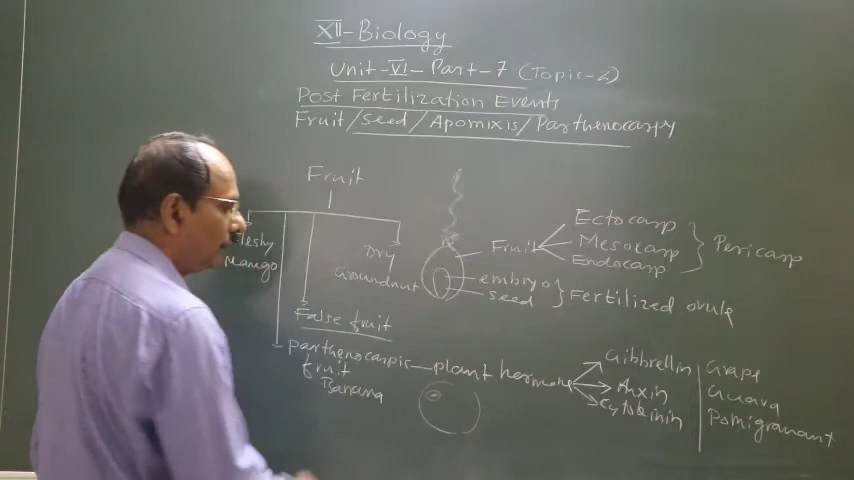 XII-Biology
Unit-VI-Part-7 (Topic-2)
Post Fertilization Events
Fruit/Seed/Apomixis/Parthenocarpy
Fruit
Fleshy
Mango
Dry
Groundnut
False fruit
Parthenocarpic
fruit
Banana
plant hormone
Gibbrellin
Auxin
Cytokinin
Grape
Guava
Pomigranant
Fruit
Ectocarp
Mesocarp
Endocarp
Pericarp
embryo
seed
Fertilized ovule